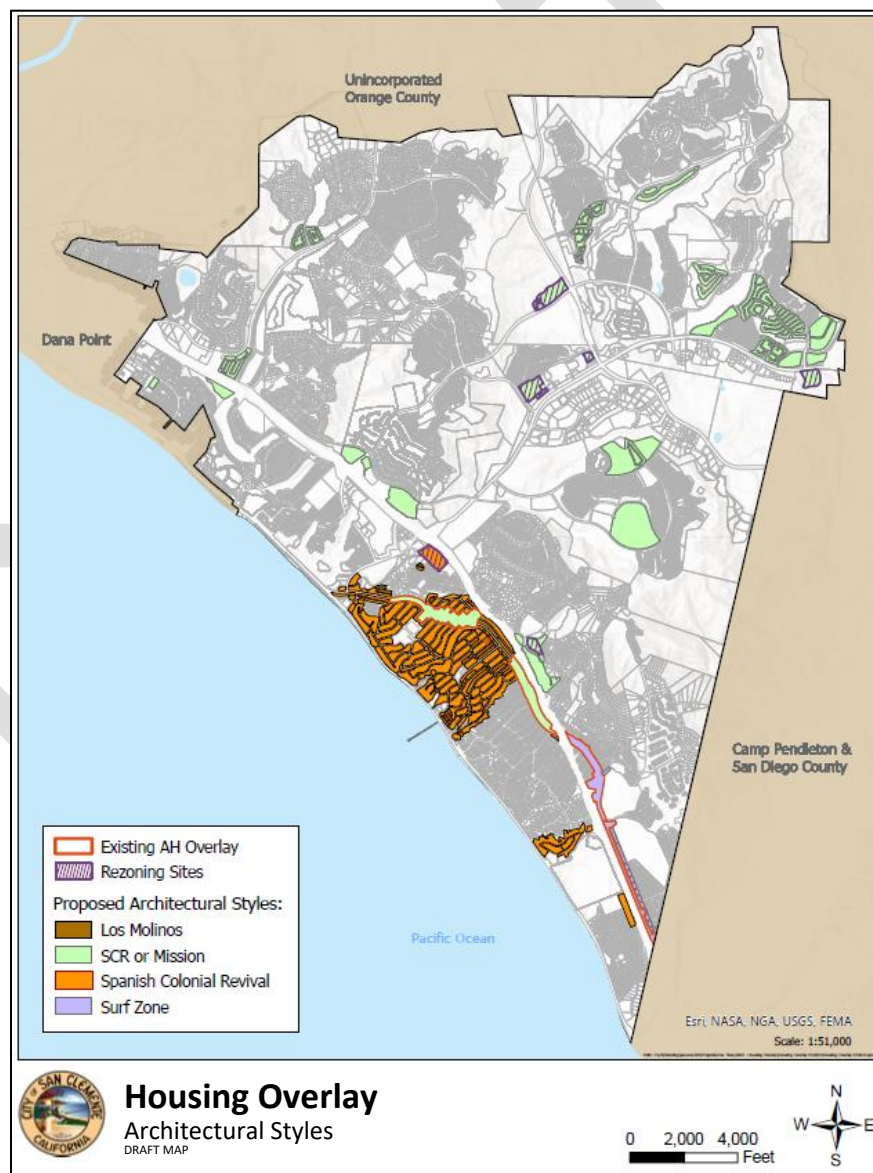 Unincorporated
Orange County
Dana Point
Camp Pendleton &
San Diego County
Existing AH Overlay
Rezoning Sites
Proposed Architectural Styles:
Los Molinos
SCR or Mission
Spanish Colonial Revival
Surf Zone
Pacific Ocean
Esri, NASA, NGA, USGS, FEMA
Scale: 1:51,000
CITY OF SAN CLEMENTE
CALIFORNIA
Housing Overlay
Architectural Styles
DRAFT MAP
0 2,000 4,000
Feet
N
W E
S